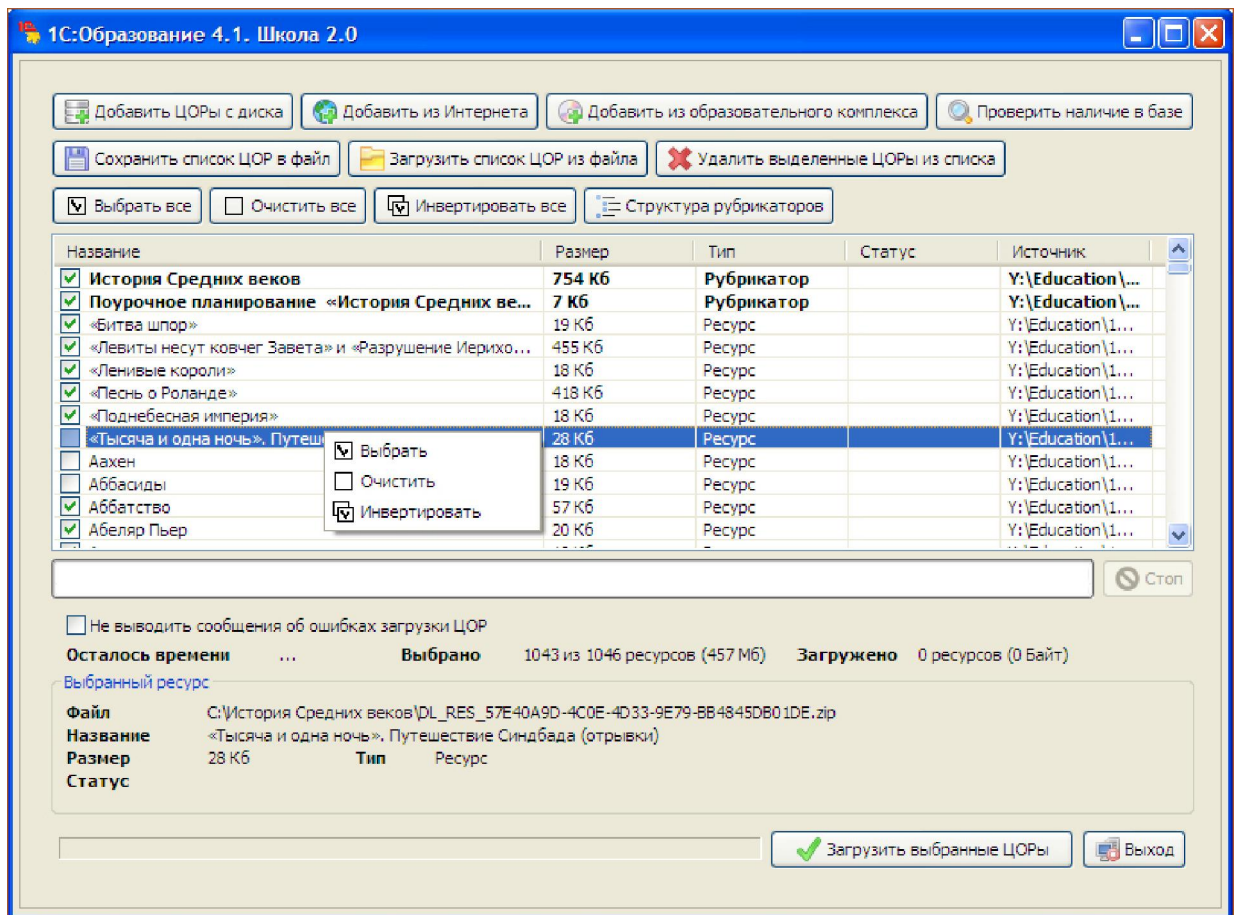 1С:Образование 4.1. Школа 2.0
Добавить ЦОРы с диска Добавить из Интернета Добавить из образовательного комплекса Проверить наличие в базе
Сохранить список ЦОР в файл Загрузить список ЦОР из файла Удалить выделенные ЦОРы из списка
Выбрать все Очистить все Инвертировать все Структура рубрикаторов
Название Размер Тип Статус Источник
История Средних веков 754 Кб Рубрикатор Y:\Education\...
Поурочное планирование «История Средних ве... 7 Кб Рубрикатор Y:\Education\...
«Битва шпор» 19 Кб Ресурс Y:\Education\1...
«Левиты несут ковчег Завета» и «Разрушение Иерихо... 455 Кб Ресурс Y:\Education\1...
«Ленивые короли» 18 Кб Ресурс Y:\Education\1...
«Песнь о Роланде» 418 Кб Ресурс Y:\Education\1...
«Поднебесная империя» 18 Кб Ресурс Y:\Education\1...
«Тысяча и одна ночь». Путеше 28 Кб Ресурс Y:\Education\1...
Аахен 18 Кб Ресурс Y:\Education\1...
Аббасиды 19 Кб Ресурс Y:\Education\1...
Аббатство 57 Кб Ресурс Y:\Education\1...
Абеляр Пьер 20 Кб Ресурс Y:\Education\1...
Выбрать
Очистить
Инвертировать
Стоп
Не выводить сообщения об ошибках загрузки ЦОР
Осталось времени ... Выбрано 1043 из 1046 ресурсов (457 Мб) Загружено 0 ресурсов (0 Байт)
Выбранный ресурс
Файл C:\История Средних веков\DL_RES_57E40A9D-4C0E-4D33-9E79-BB4845DB01DE.zip
Название «Тысяча и одна ночь». Путешествие Синдбада (отрывки)
Размер 28 Кб Тип Ресурс
Статус
Загрузить выбранные ЦОРы Выход